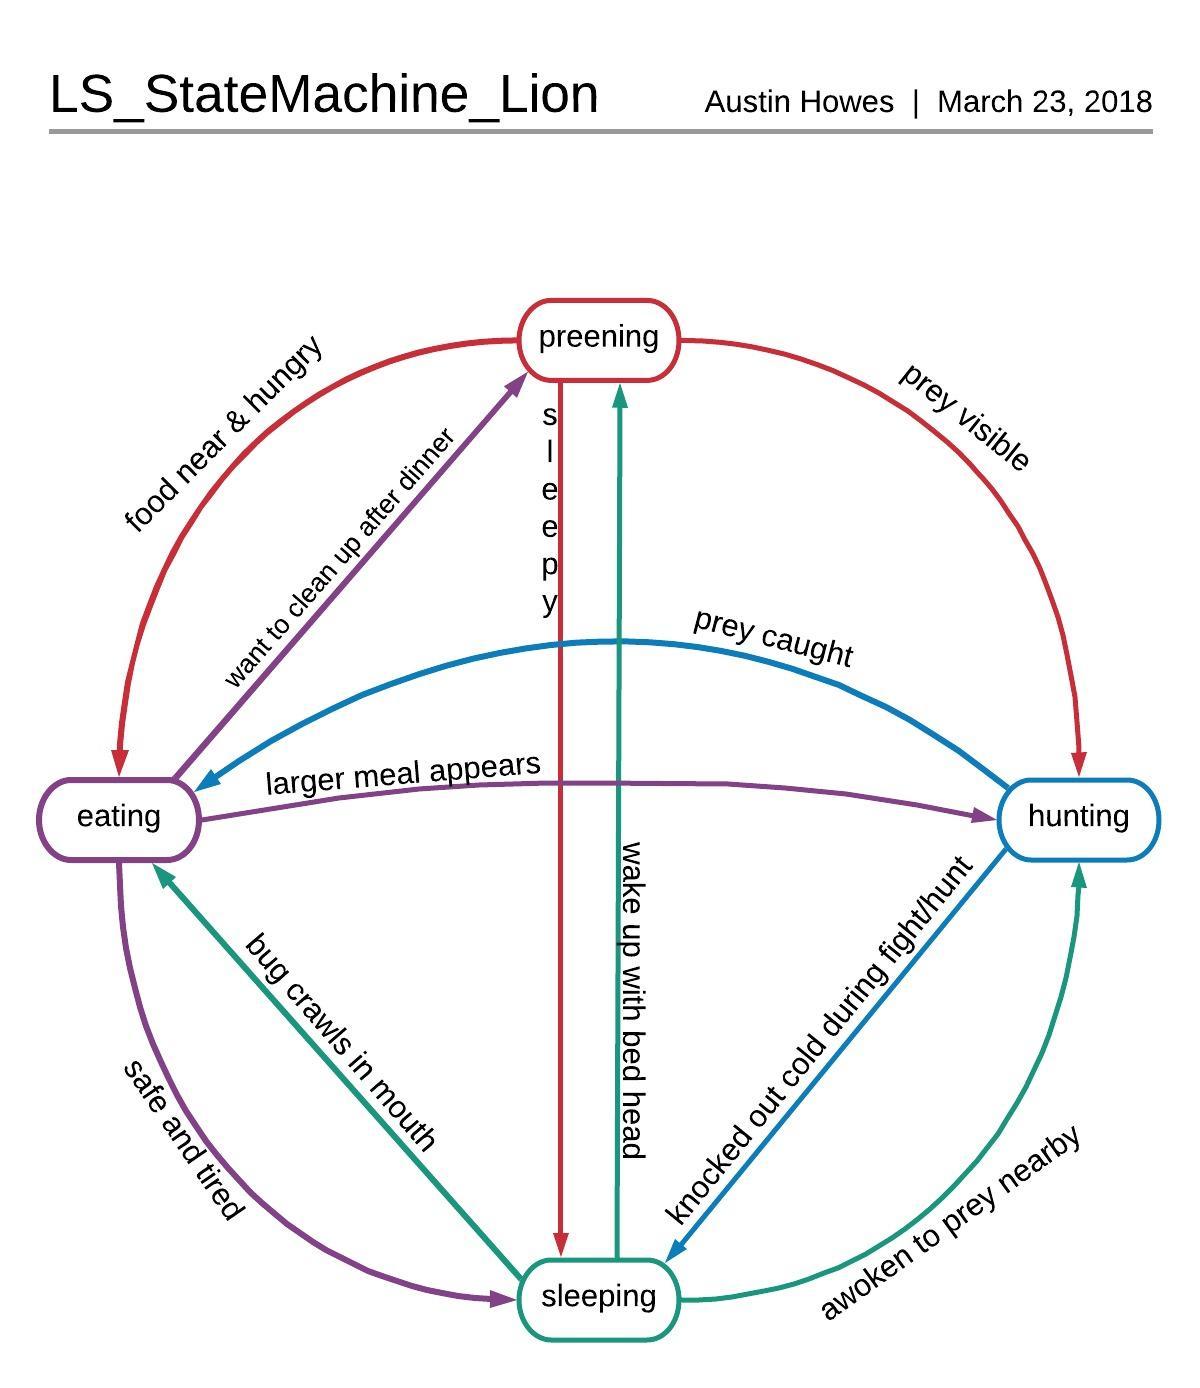 LS_StateMachine_Lion
Austin Howes | March 23, 2018
preening
food near & hungry
prey visible
want to clean up after dinner
sleepy
prey caught
larger meal appears
eating
hunting
wake up with bed head
bug crawls in mouth
knocked out cold during fight/hunt
safe and tired
awoken to prey nearby
sleeping